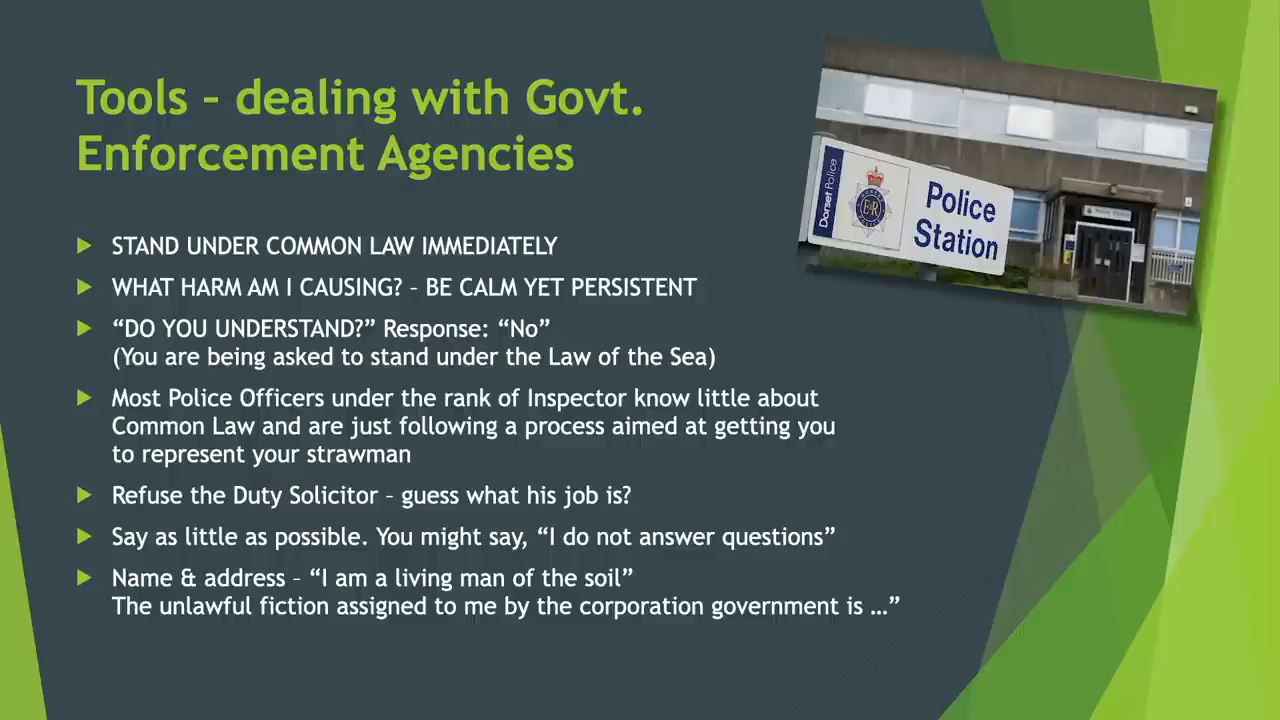 Tools – dealing with Govt.
Enforcement Agencies
STAND UNDER COMMON LAW IMMEDIATELY
WHAT HARM AM I CAUSING? – BE CALM YET PERSISTENT
“DO YOU UNDERSTAND?” Response: “No”
(You are being asked to stand under the Law of the Sea)
Most Police Officers under the rank of Inspector know little about
Common Law and are just following a process aimed at getting you
to represent your strawman
Refuse the Duty Solicitor – guess what his job is?
Say as little as possible. You might say, “I do not answer questions”
Name & address – “I am a living man of the soil”
The unlawful fiction assigned to me by the corporation government is …”
Dorset Police
E R
Police
Station